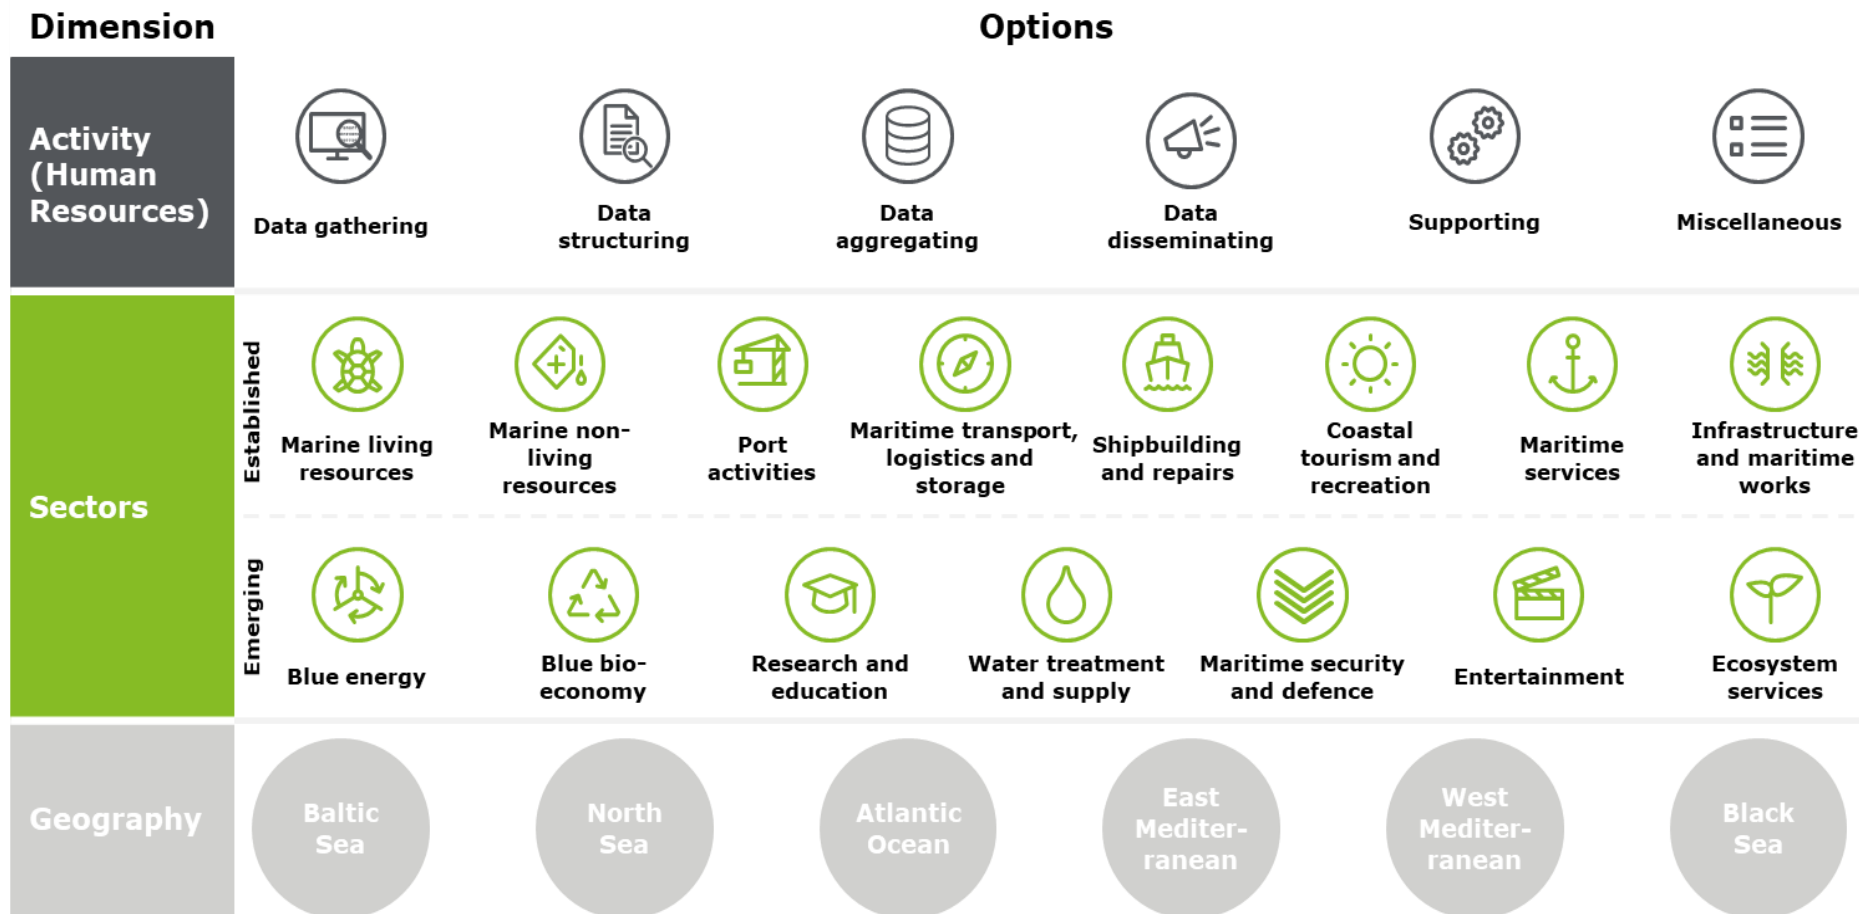 Dimension
Options
Activity
(Human
Resources)
Data gathering
Data
structuring
Data
aggregating
Data
disseminating
Supporting
Miscellaneous
Sectors
Established
Marine living
resources
Marine non-
living
resources
Port
activities
Maritime transport,
logistics and
storage
Shipbuilding
and repairs
Coastal
tourism and
recreation
Maritime
services
Infrastructure
and maritime
works
Emerging
Blue energy
Blue bio-
economy
Research and
education
Water treatment
and supply
Maritime security
and defence
Entertainment
Ecosystem
services
Geography
Baltic
Sea
North
Sea
Atlantic
Ocean
East
Mediter-
ranean
West
Mediter-
ranean
Black
Sea